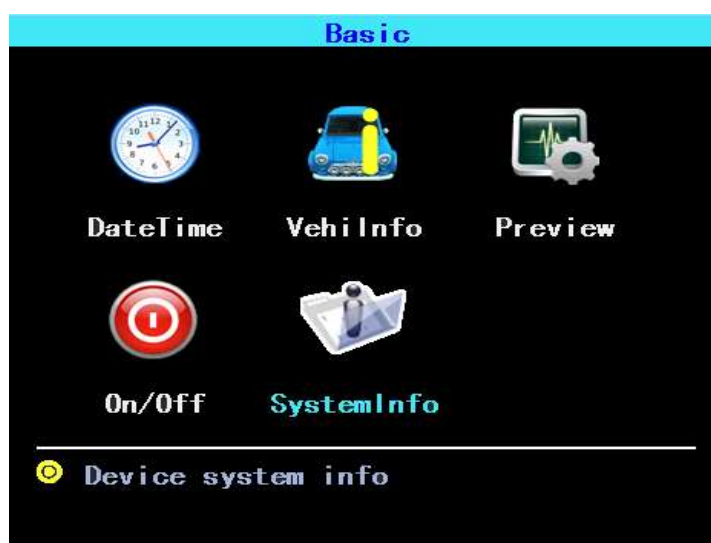 Basic
DateTime VehiInfo Preview
On/Off SystemInfo
Device system info